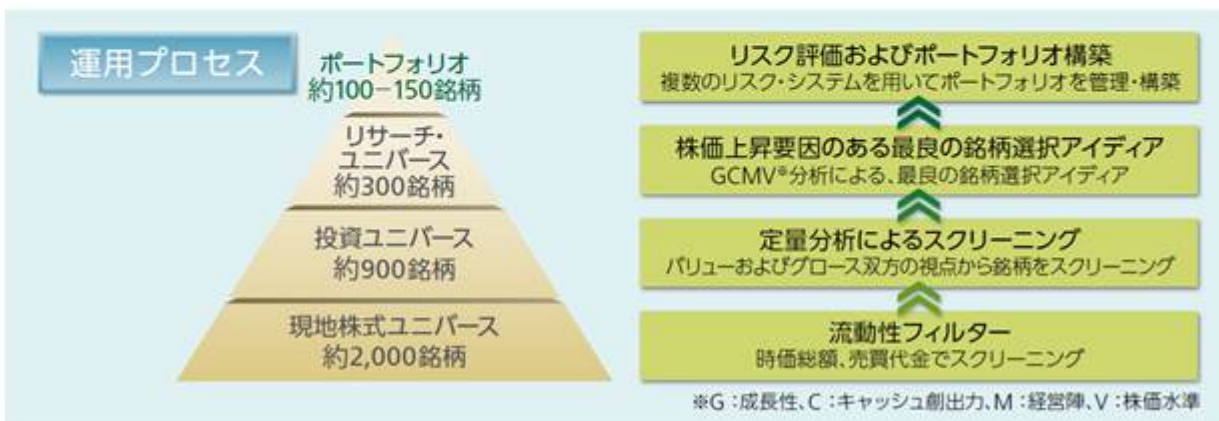 運用プロセス
ポートフォリオ
約100−150銘柄
リサーチ・
ユニバース
約300銘柄
投資ユニバース
約900銘柄
現地株式ユニバース
約2,000銘柄
リスク評価およびポートフォリオ構築
複数のリスク・システムを用いてポートフォリオを管理・構築
株価上昇要因のある最良の銘柄選択アイディア
GCMV※分析による、最良の銘柄選択アイディア
定量分析によるスクリーニング
バリューおよびグロース双方の視点から銘柄をスクリーニング
流動性フィルター
時価総額、売買代金でスクリーニング
※G：成長性、C：キャッシュ創出力、M：経営陣、V：株価水準